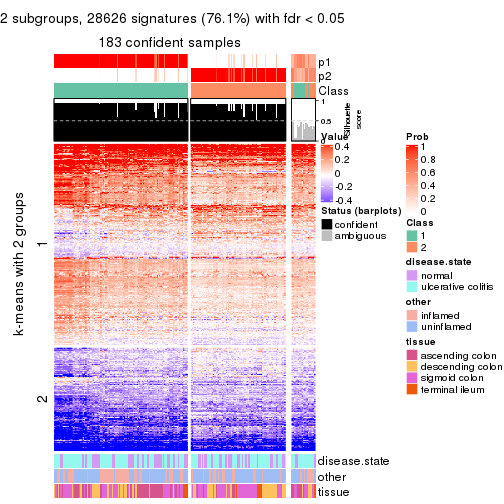 2 subgroups, 28626 signatures (76.1%) with fdr < 0.05
183 confident samples
p1
p2
Class
1
0.5
0
Silhouette
score
k-means with 2 groups
1
2
Value
0.4
0.2
0
-0.2
-0.4
Status (barplots)
confident
ambiguous
Prob
1
0.8
0.6
0.4
0.2
0
Class
1
2
disease.state
normal
ulcerative colitis
other
inflamed
uninflamed
tissue
ascending colon
descending colon
sigmoid colon
terminal ileum
disease.state
other
tissue